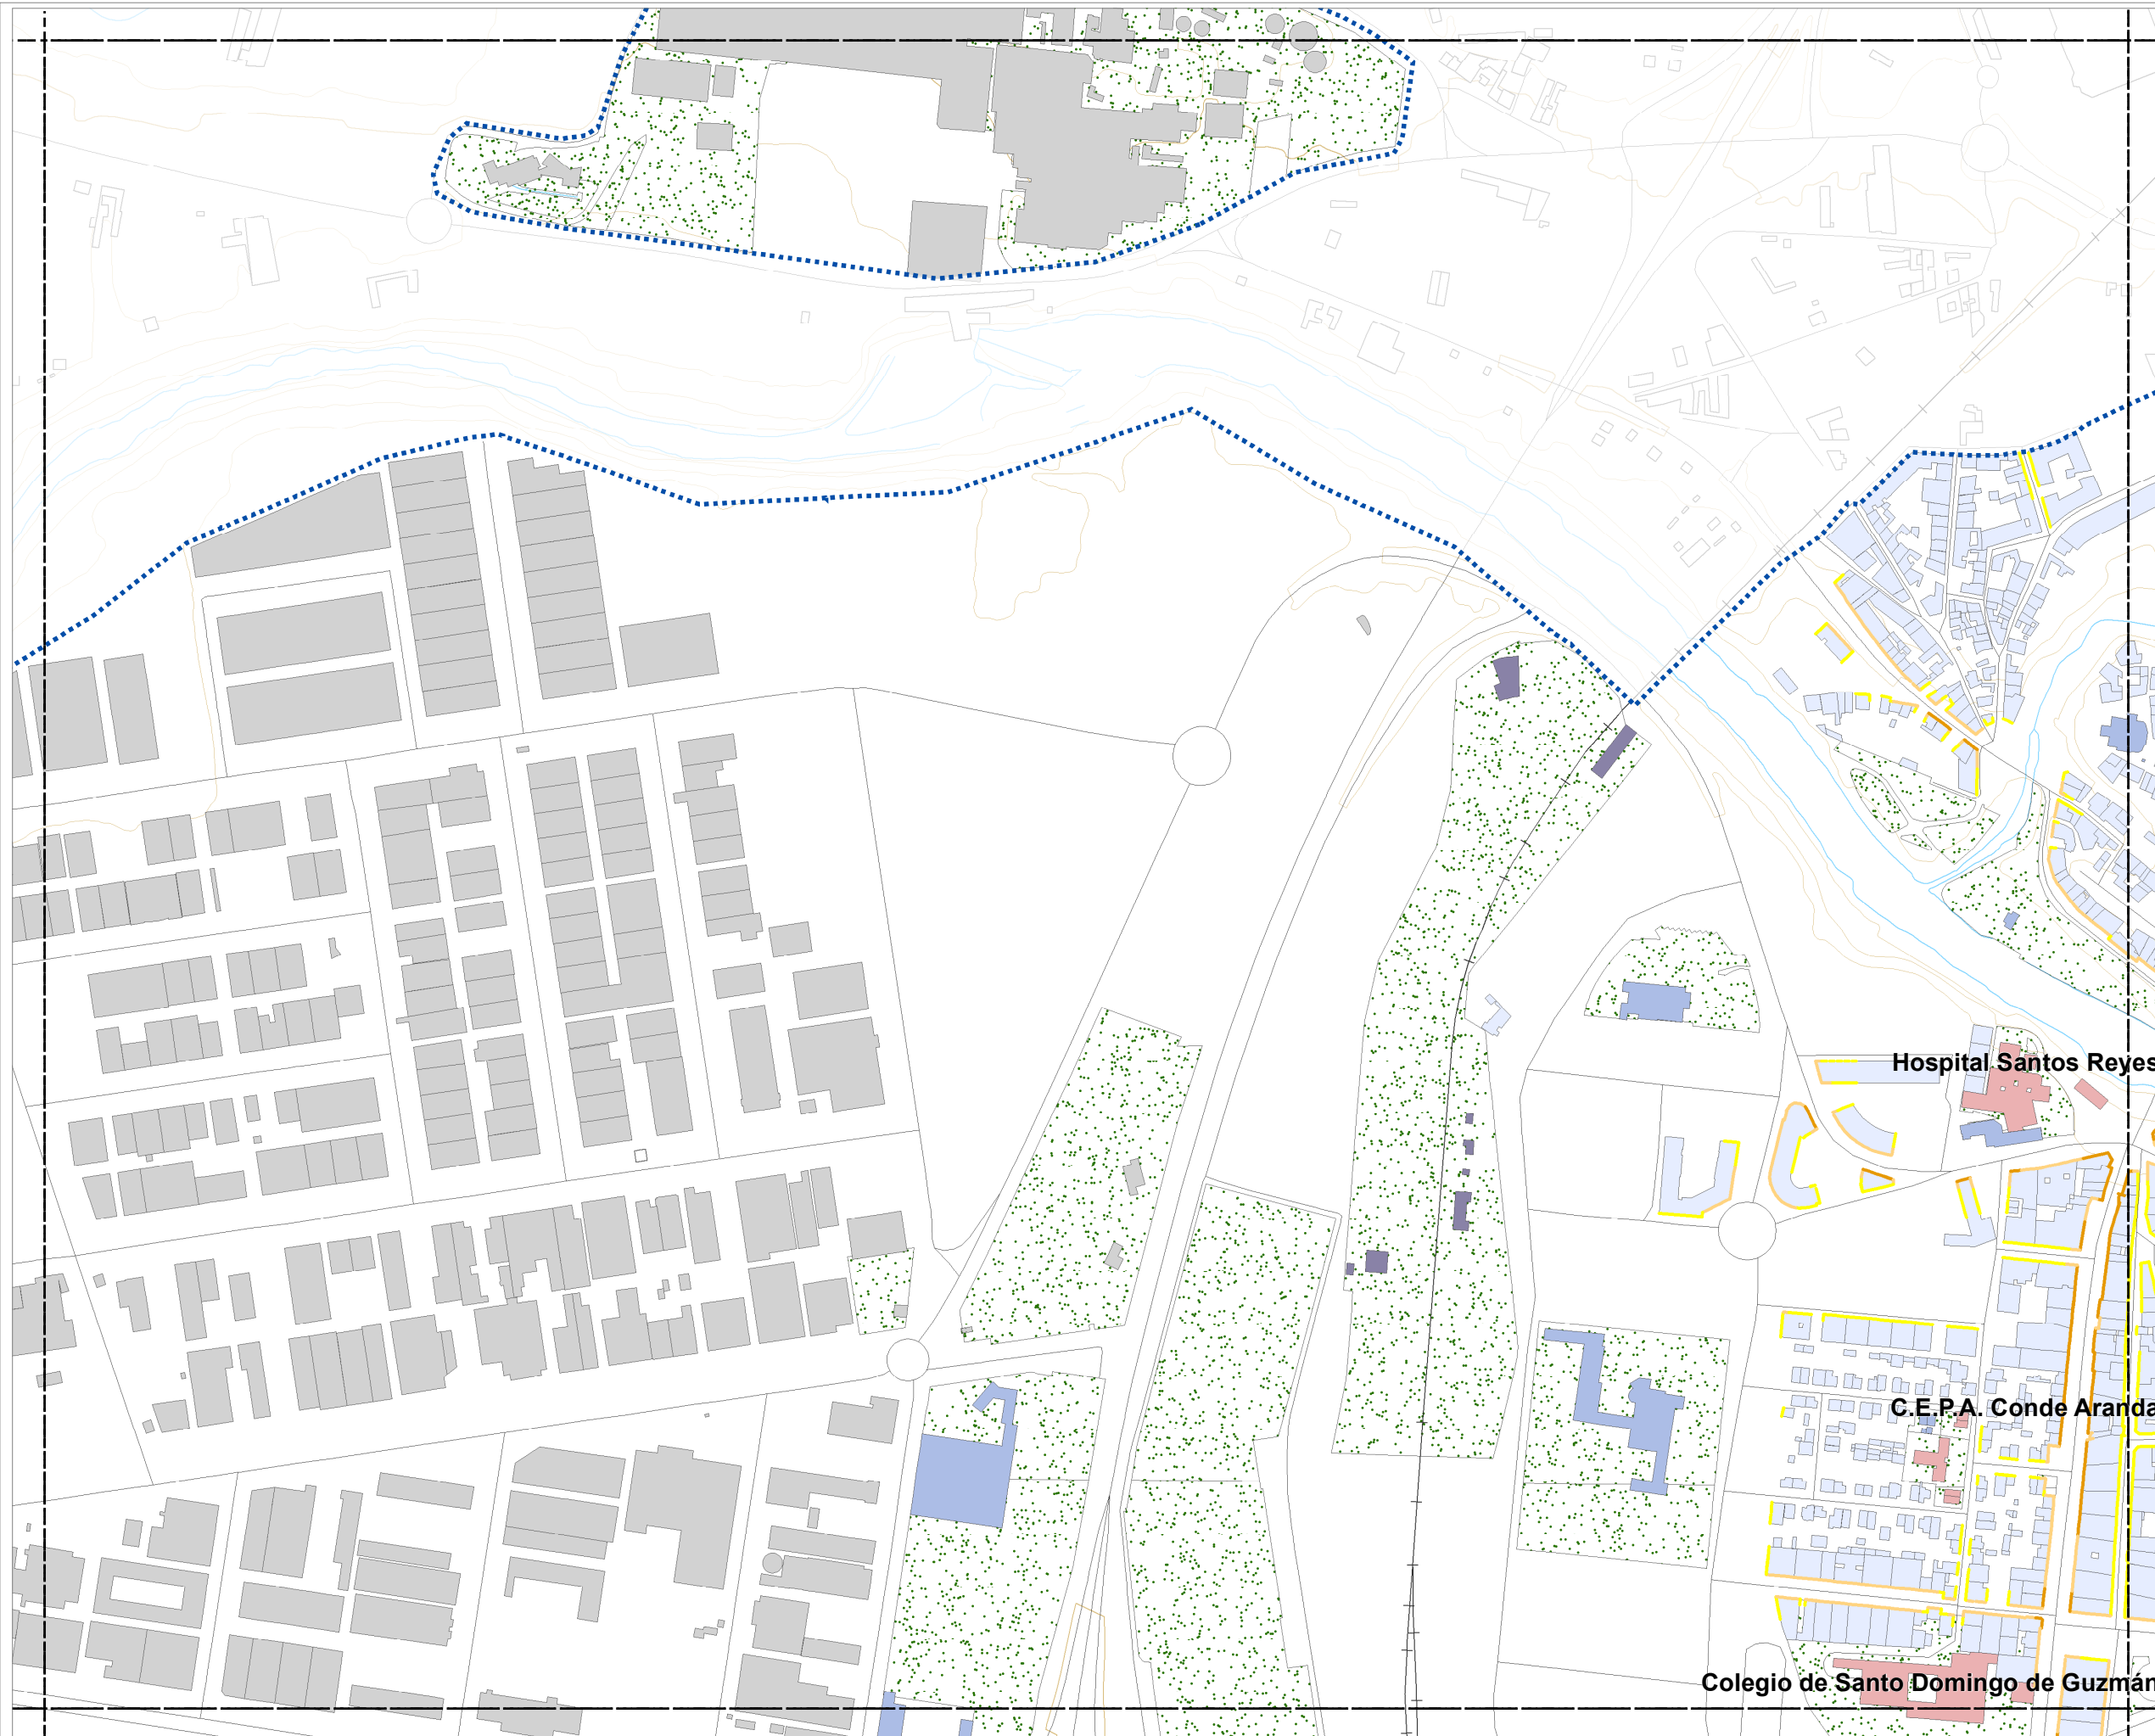 Hospital Santos Reyes
C.E.P.A. Conde Aranda
Colegio de Santo Domingo de Guzmán